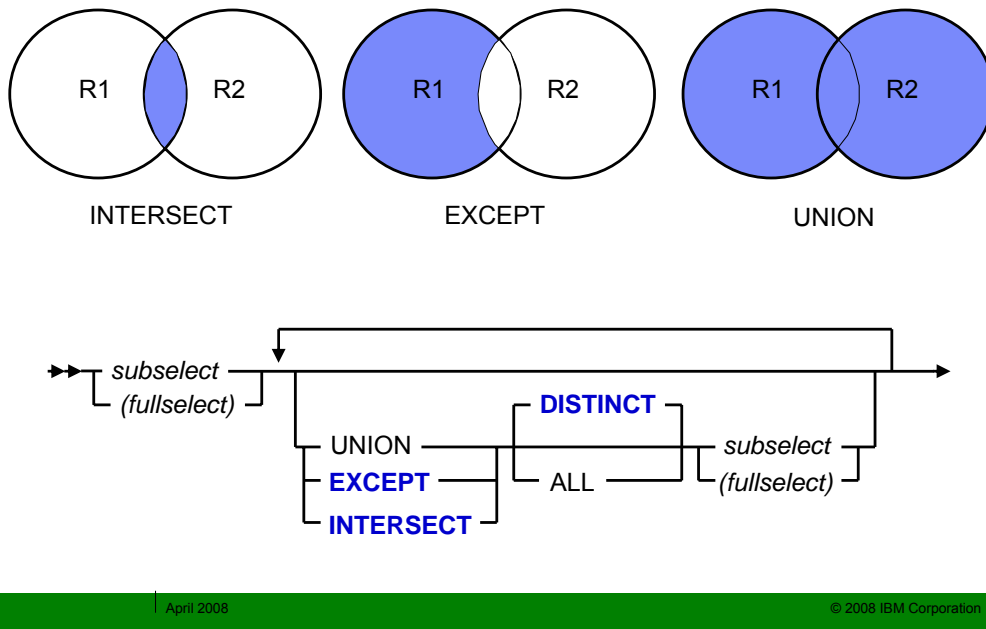 R1 R2 R1 R2 R1 R2
INTERSECT EXCEPT UNION
subselect
(fullselect)
DISTINCT
UNION subselect
EXCEPT ALL (fullselect)
INTERSECT
April 2008 © 2008 IBM Corporation